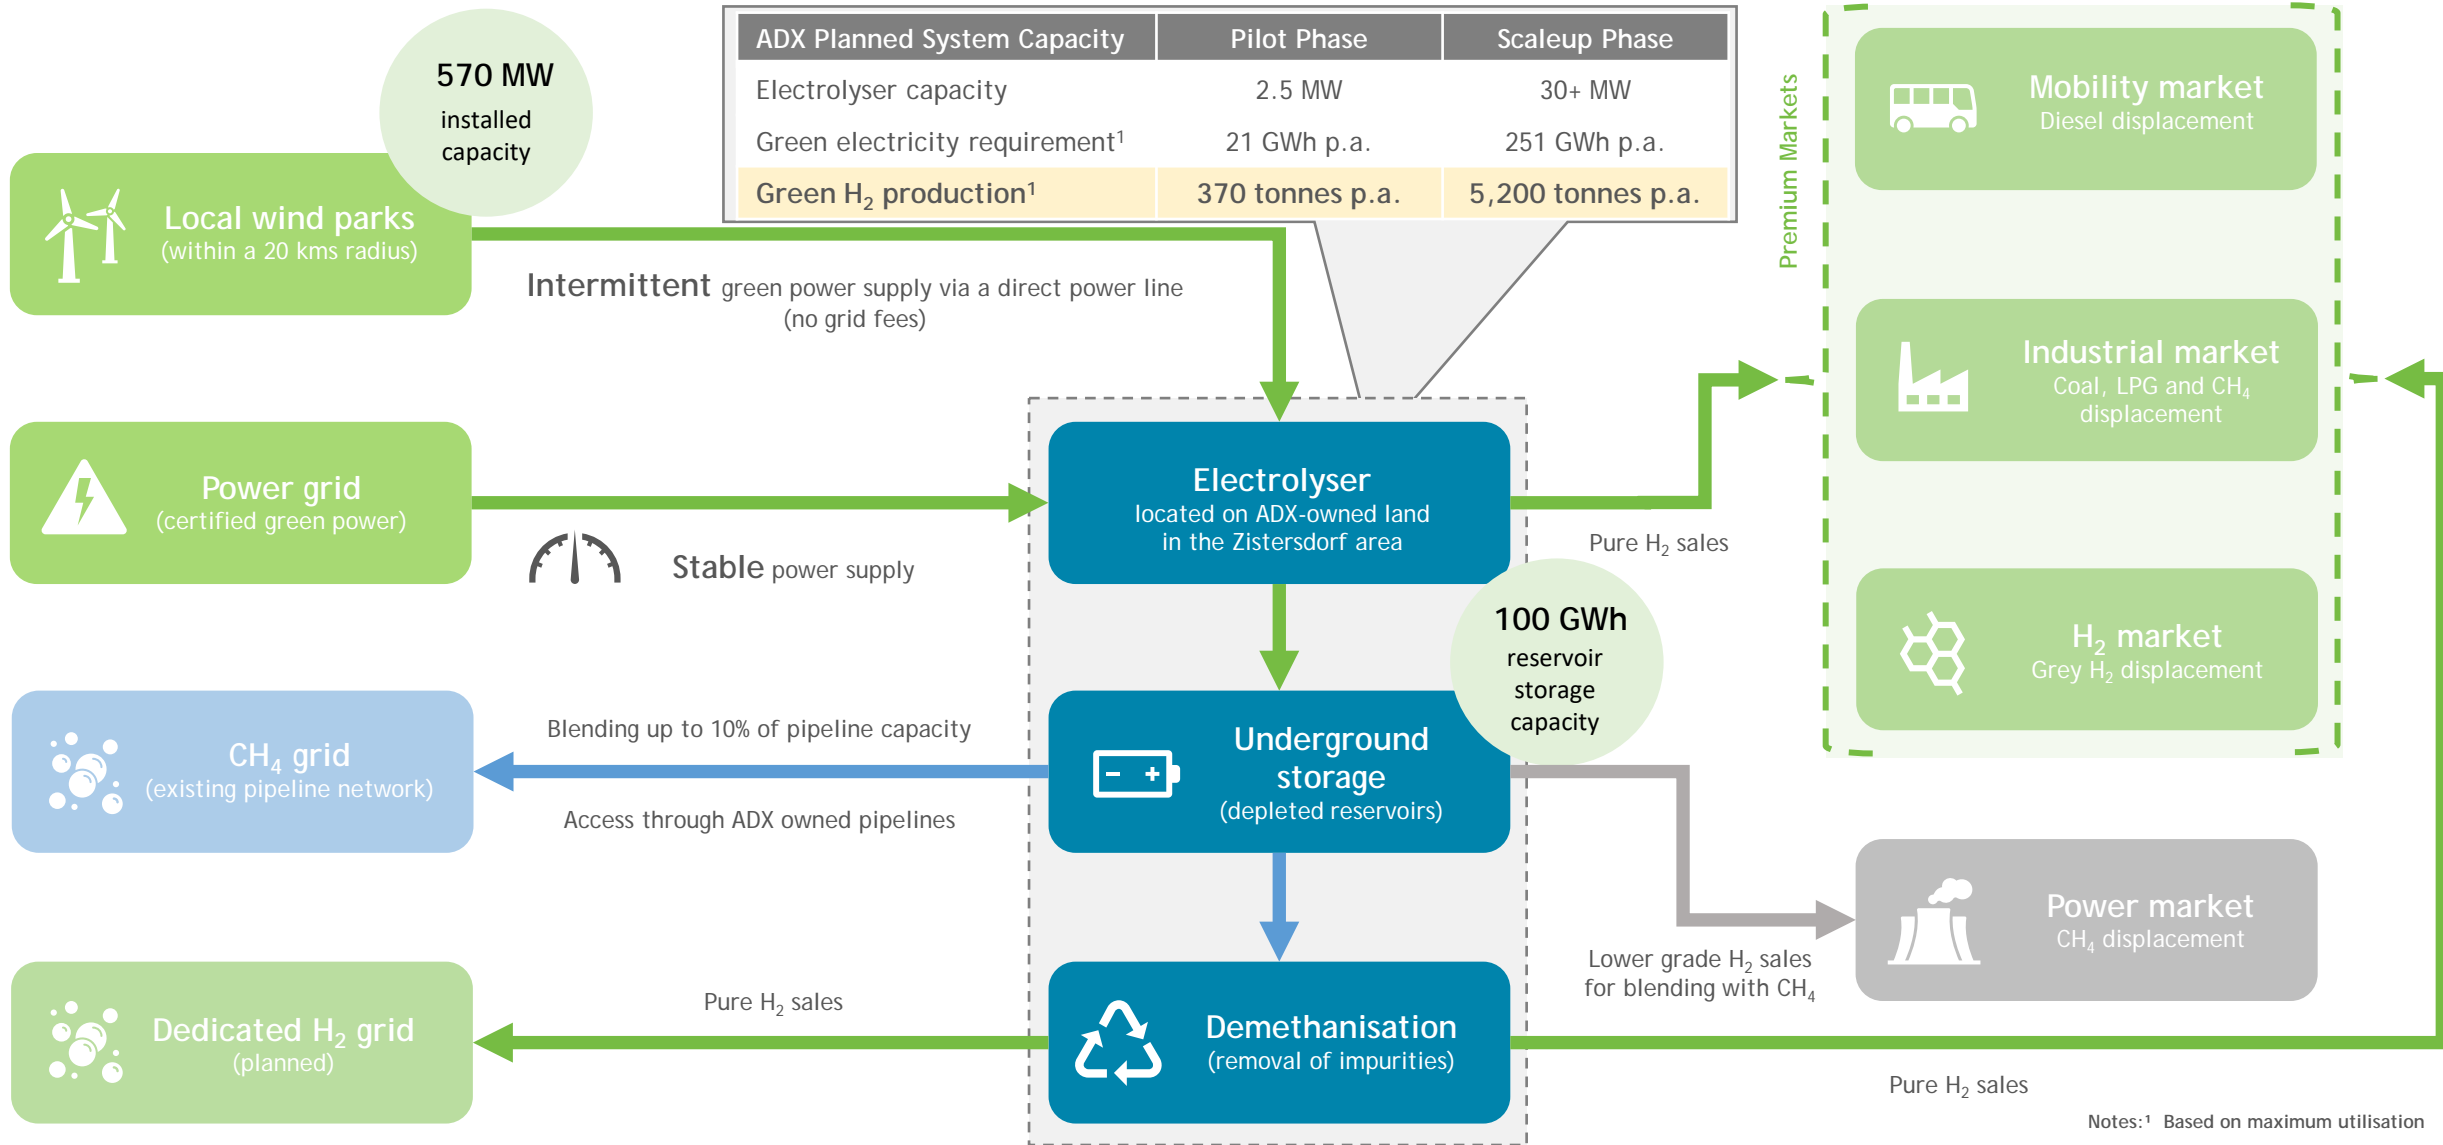 570 MW
installed
capacity
ADX Planned System Capacity Pilot Phase Scaleup Phase
Electrolyser capacity 2.5 MW 30+ MW
Green electricity requirement¹ 21 GWh p.a. 251 GWh p.a.
Green H₂ production¹ 370 tonnes p.a. 5,200 tonnes p.a.
Local wind parks
(within a 20 kms radius)
Intermittent green power supply via a direct power line
(no grid fees)
Premium Markets
Mobility market
Diesel displacement
Industrial market
Coal, LPG and CH₄
displacement
H₂ market
Grey H₂ displacement
Power grid
(certified green power)
Stable power supply
Electrolyser
located on ADX-owned land
in the Zistersdorf area
Pure H₂ sales
100 GWh
reservoir
storage
capacity
CH₄ grid
(existing pipeline network)
Blending up to 10% of pipeline capacity
Access through ADX owned pipelines
Underground
storage
(depleted reservoirs)
Lower grade H₂ sales
for blending with CH₄
Power market
CH₄ displacement
Dedicated H₂ grid
(planned)
Pure H₂ sales
Demethanisation
(removal of impurities)
Pure H₂ sales
Notes:¹ Based on maximum utilisation